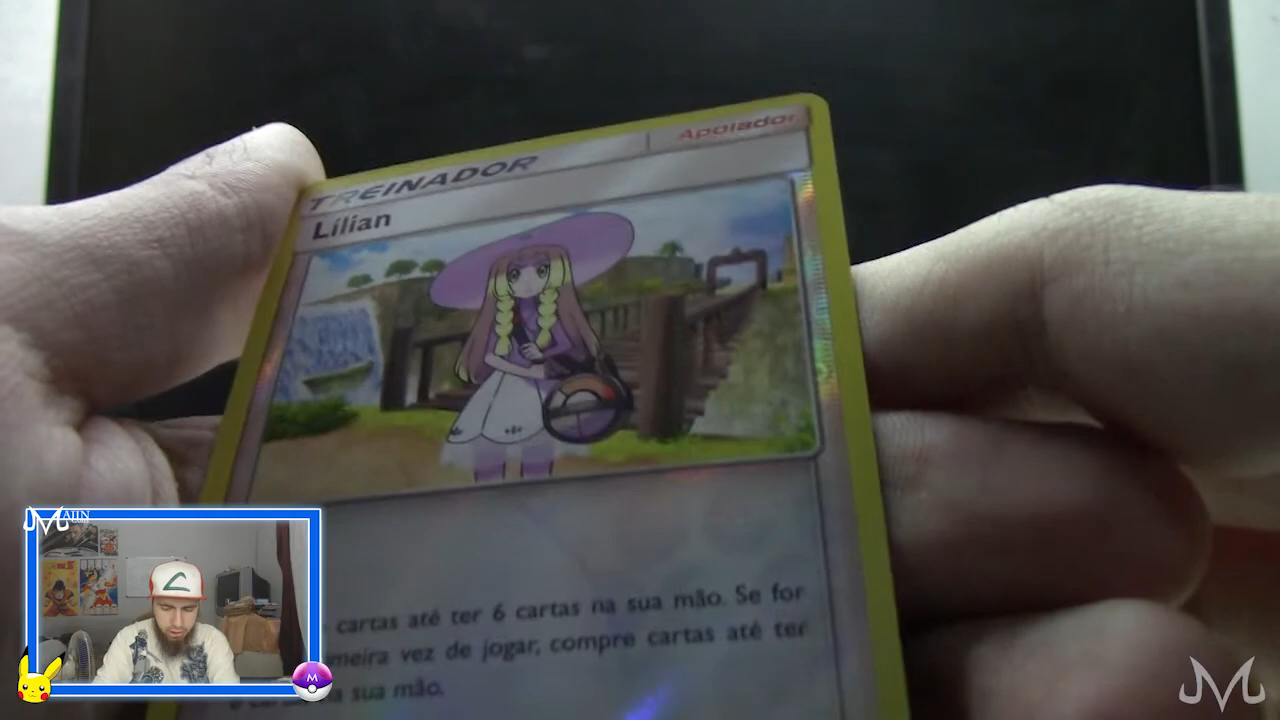 TREINADOR
Apoiador
Lílian
cartas até ter 6 cartas na sua mão. Se for
meira vez de jogar, compre cartas até ter
sua mão.
AJIN
M